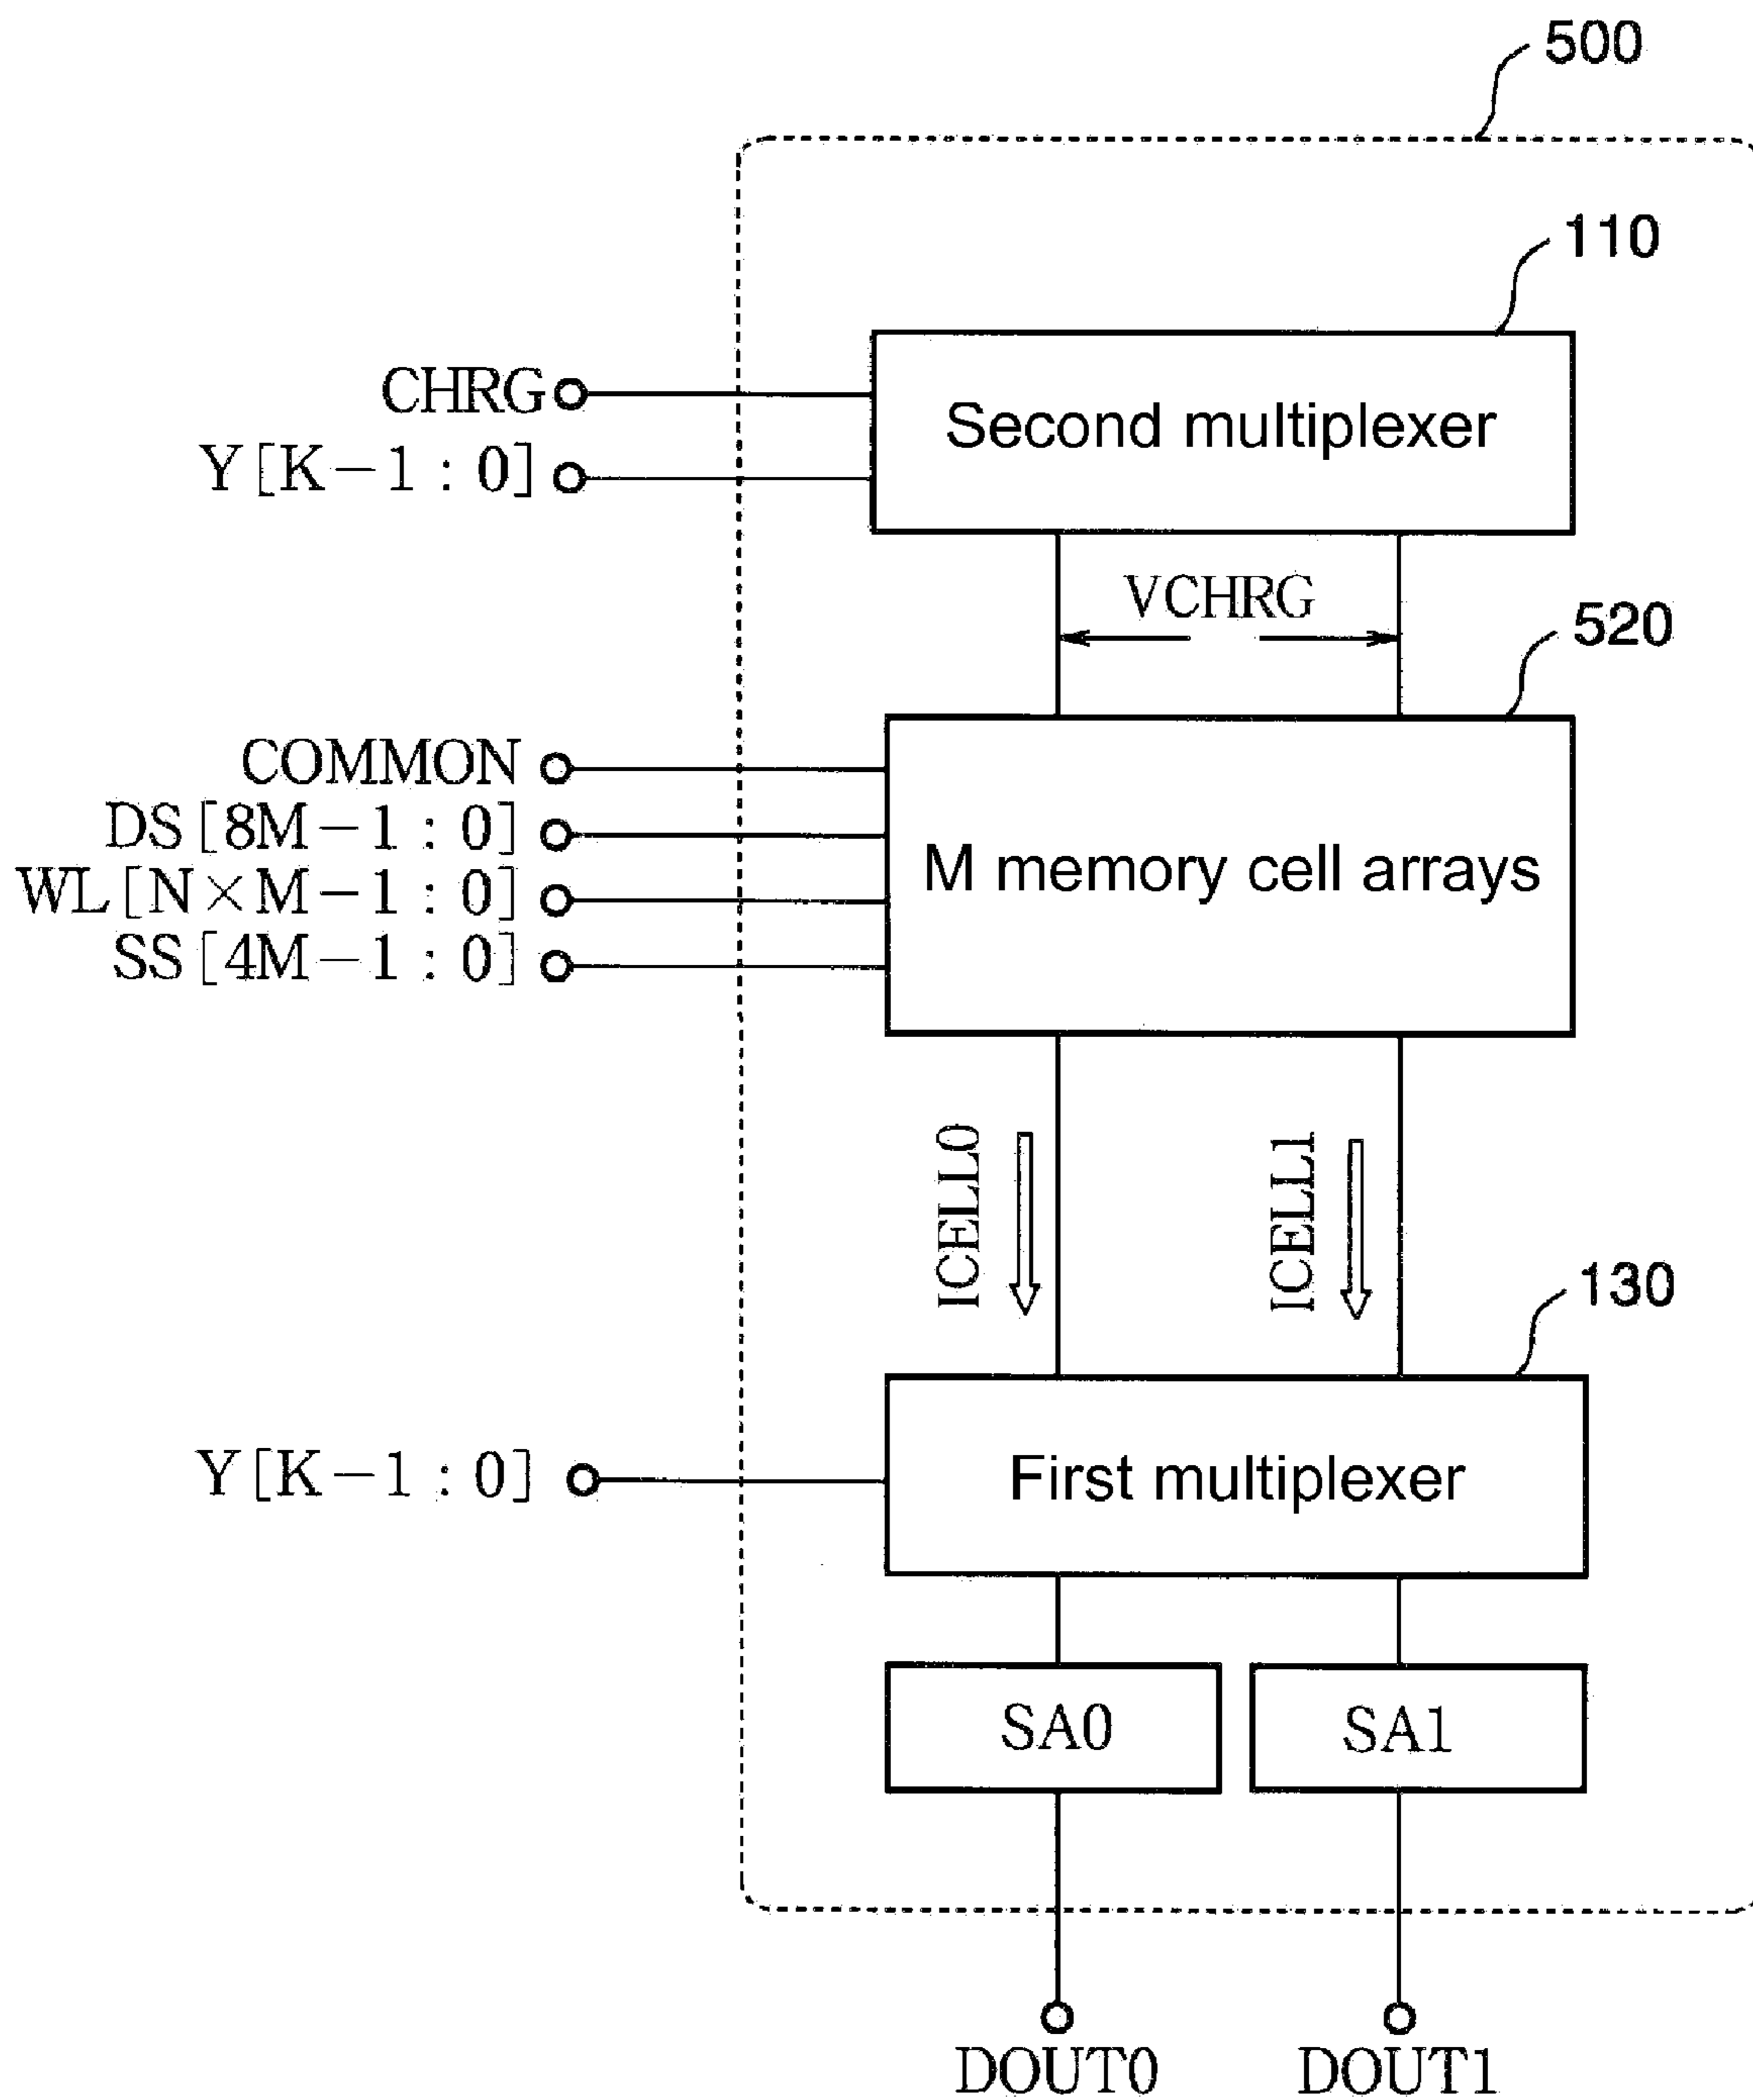 500
110
CHRG
Second multiplexer
Y[K−1 : 0]
VCHRG
520
COMMON
DS[8M−1 : 0]
M memory cell arrays
WL[N×M−1 : 0]
SS[4M−1 : 0]
ICELL0
ICELL1
130
Y[K−1 : 0]
First multiplexer
SA0
SA1
DOUT0
DOUT1